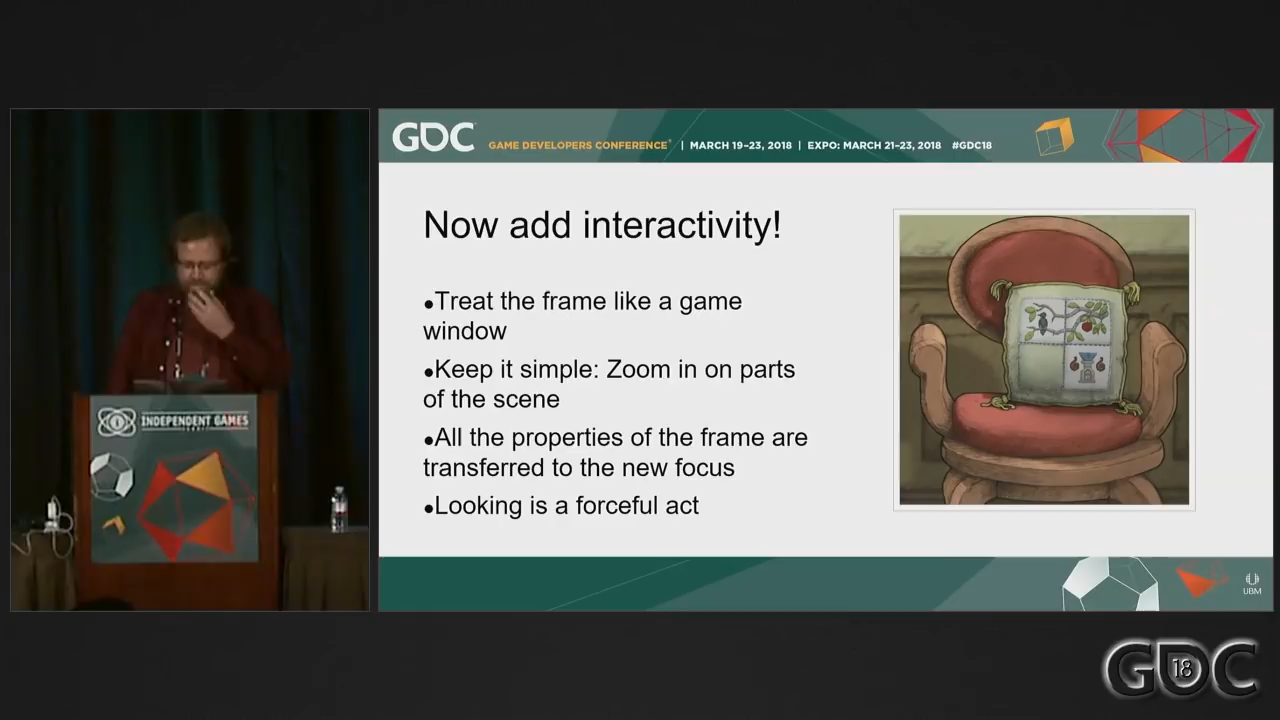 GDC GAME DEVELOPERS CONFERENCE | MARCH 19–23, 2018 | EXPO: MARCH 21–23, 2018 #GDC18
Now add interactivity!
●Treat the frame like a game
window
●Keep it simple: Zoom in on parts
of the scene
●All the properties of the frame are
transferred to the new focus
●Looking is a forceful act
INDEPENDENT GAMES
UBM
GDC 18